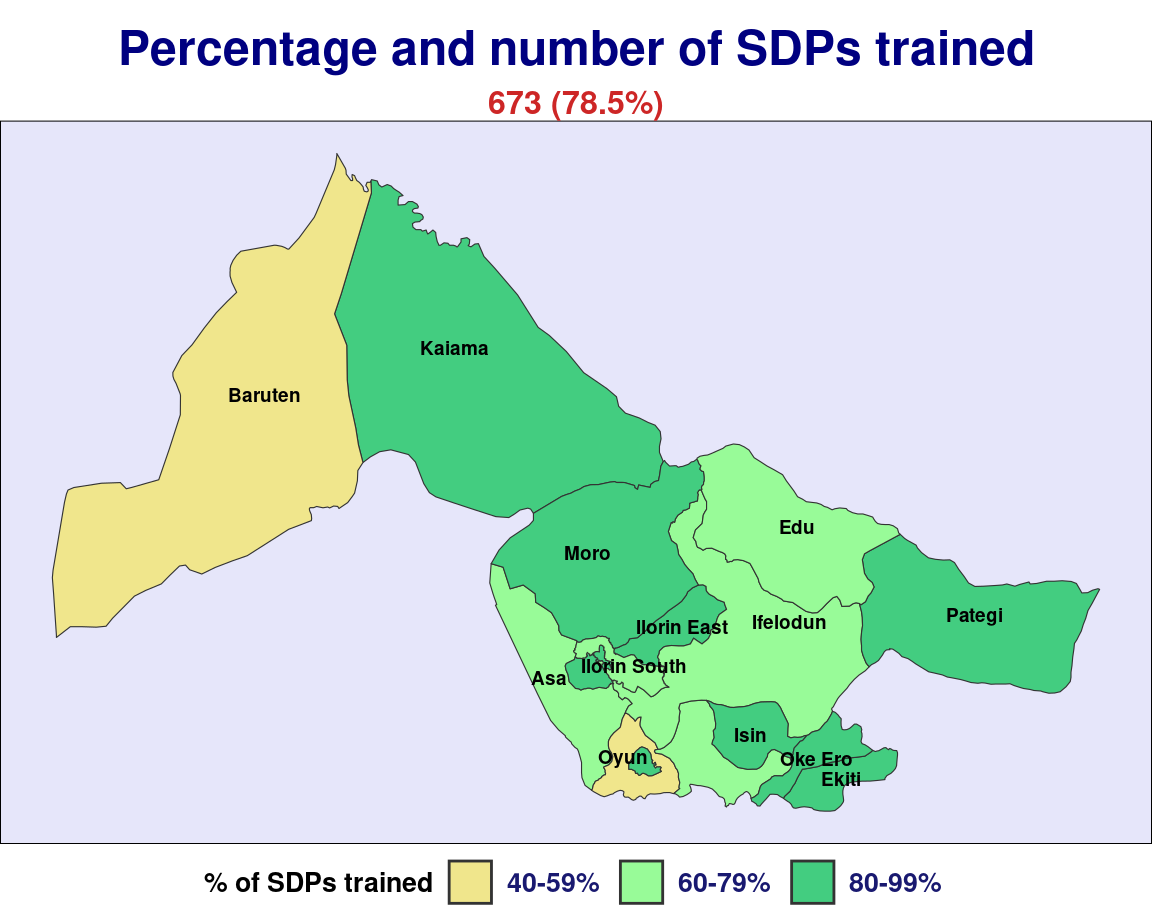 Percentage and number of SDPs trained
673 (78.5%)
Kaiama
Baruten
Edu
Moro
Pategi
Ifelodun
Ilorin East
Ilorin South
Asa
Isin
Oyun
Oke Ero
Ekiti
% of SDPs trained 40-59% 60-79% 80-99%